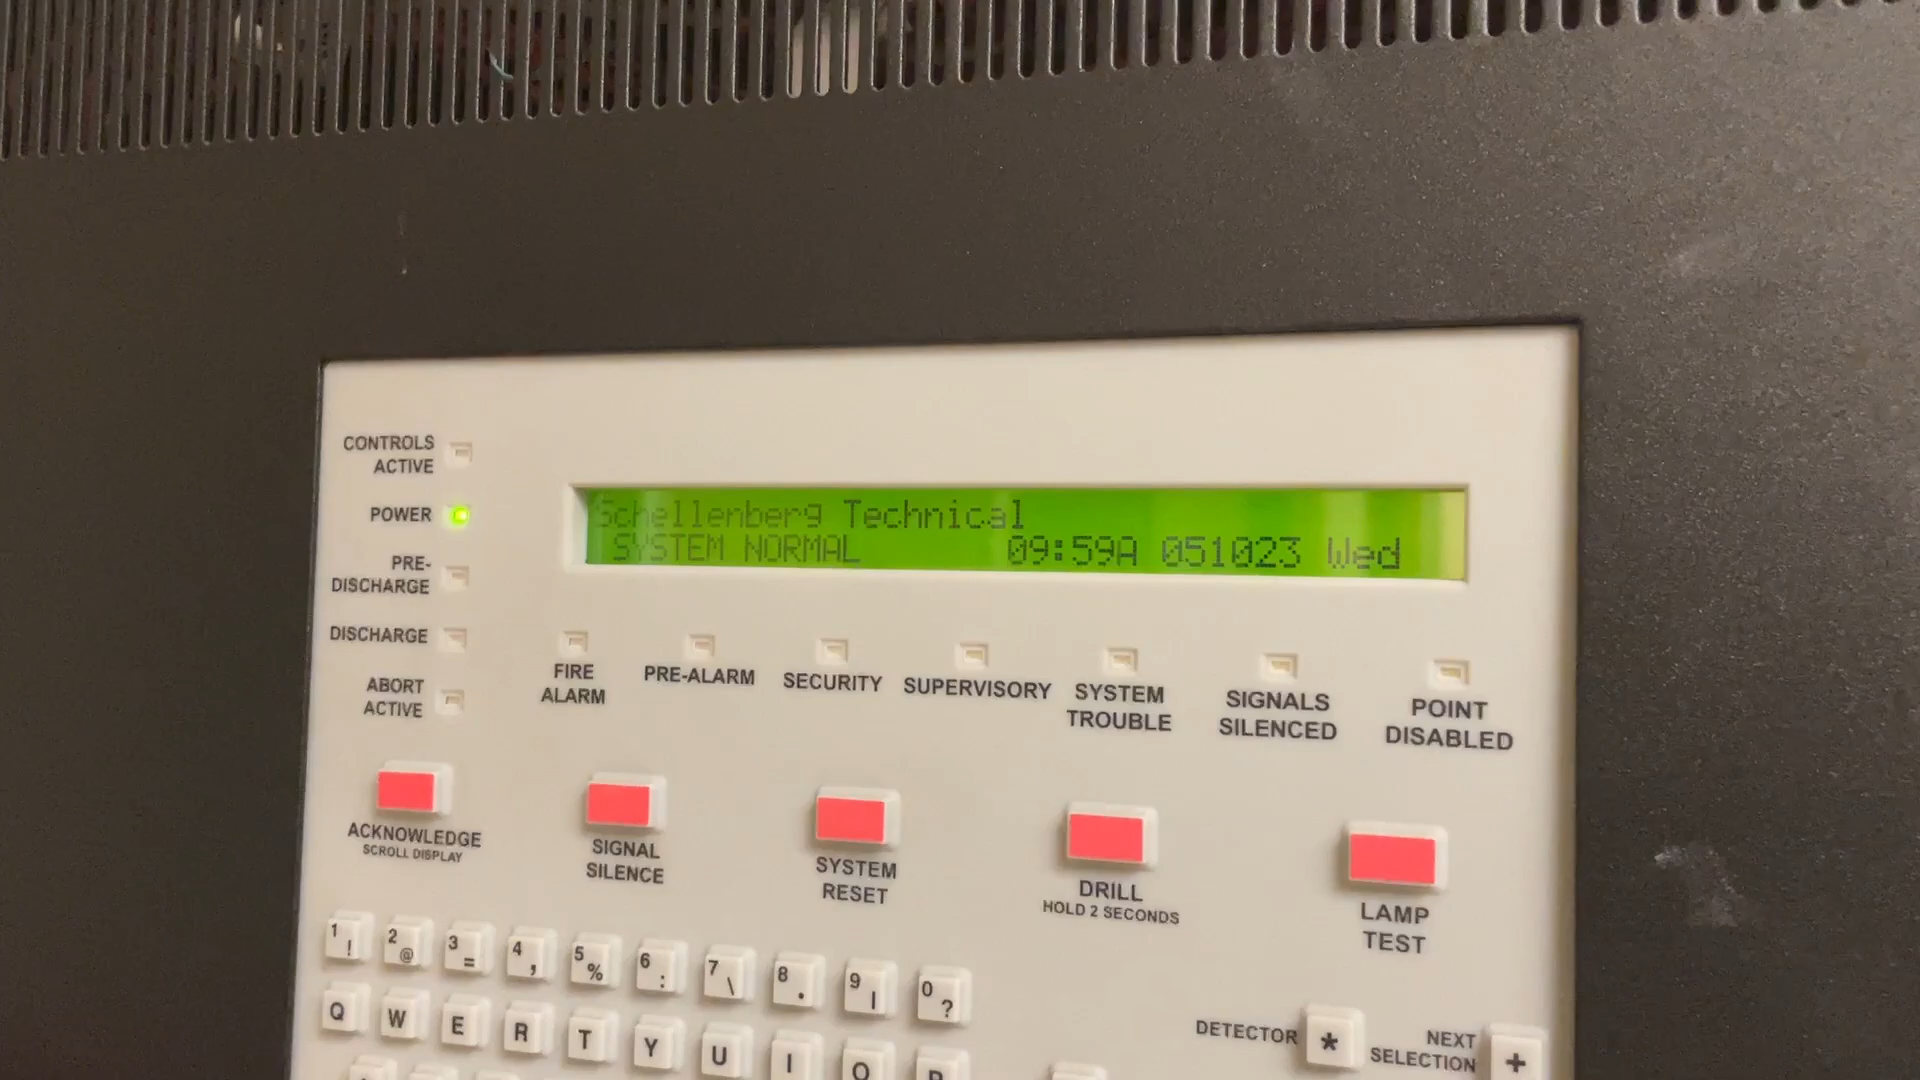 CONTROLS
ACTIVE
POWER
PRE-
DISCHARGE
DISCHARGE
ABORT
ACTIVE
Schellenberg Technical
SYSTEM NORMAL 09:59A 051023 Wed
FIRE
ALARM
PRE-ALARM
SECURITY
SUPERVISORY
SYSTEM
TROUBLE
SIGNALS
SILENCED
POINT
DISABLED
ACKNOWLEDGE
SCROLL DISPLAY
SIGNAL
SILENCE
SYSTEM
RESET
DRILL
HOLD 2 SECONDS
LAMP
TEST
1 ! 2 @ 3 = 4 , 5 % 6 : 7 \ 8 . 9 | 0 ?
Q W E R T Y U I O P
DETECTOR *
NEXT
SELECTION +